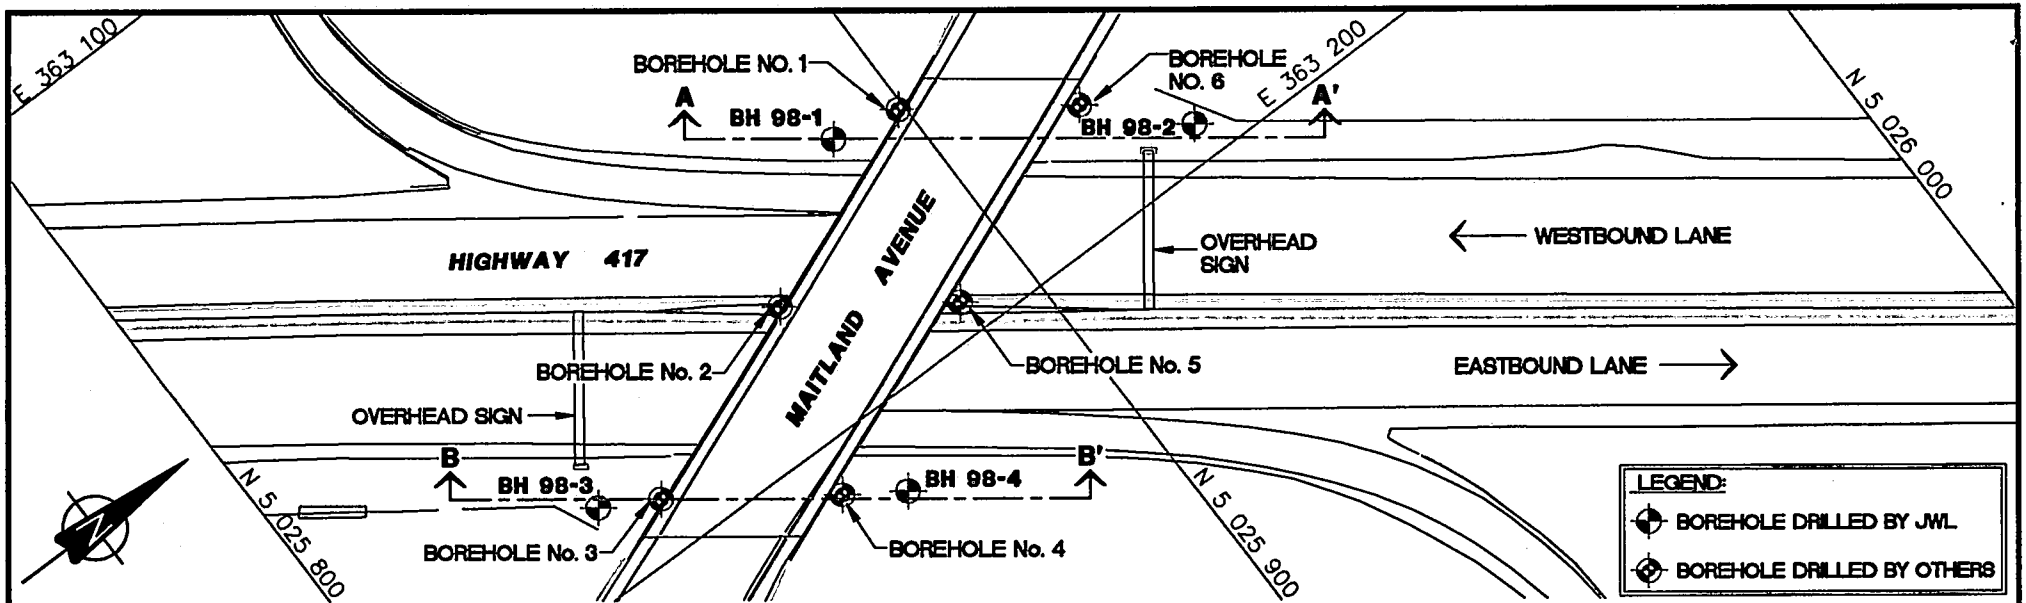 E 363 100
BOREHOLE NO. 1
BOREHOLE
NO. 6
E 363 200
N 5 026 000
A
BH 98-1
BH 98-2
A'
MAITLAND AVENUE
HIGHWAY 417
OVERHEAD
SIGN
WESTBOUND LANE
BOREHOLE No. 2
BOREHOLE No. 5
EASTBOUND LANE
OVERHEAD SIGN
B
BH 98-3
BH 98-4
B'
N 5 025 800
N 5 025 900
BOREHOLE No. 3
BOREHOLE No. 4
N
LEGEND:
BOREHOLE DRILLED BY JWL
BOREHOLE DRILLED BY OTHERS